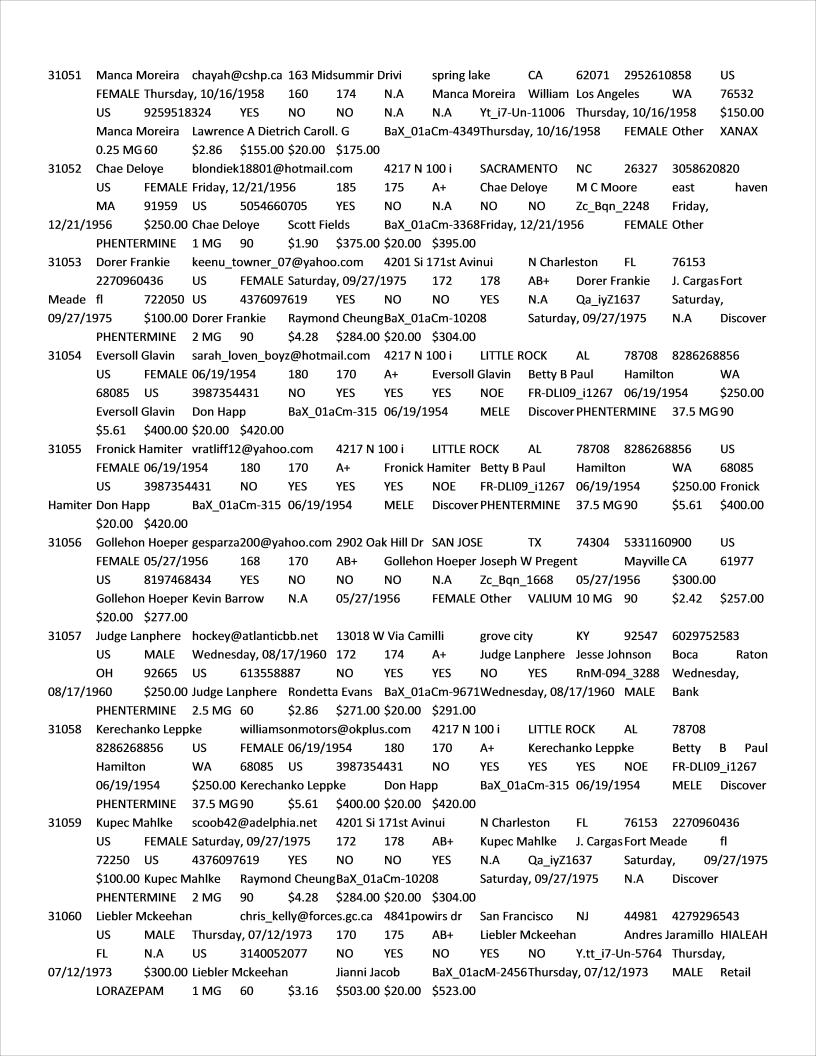 31051 Manca Moreira chayah@cshp.ca 163 Midsummir Drivi spring lake CA 62071 2952610858 US
FEMALE Thursday, 10/16/1958 160 174 N.A Manca Moreira William Los Angeles WA 76532
US 9259518324 YES NO NO N.A N.A Yt_i7-Un-11006 Thursday, 10/16/1958 $150.00
Manca Moreira Lawrence A Dietrich Caroll. G BaX_01aCm-4349Thursday, 10/16/1958 FEMALE Other XANAX
0.25 MG 60 $2.86 $155.00 $20.00 $175.00
31052 Chae Deloye blondiek18801@hotmail.com 4217 N 100 i SACRAMENTO NC 26327 3058620820
US FEMALE Friday, 12/21/1956 185 175 A+ Chae Deloye M C Moore east haven
MA 91959 US 5054660705 YES NO N.A NO NO Zc_Bqn_2248 Friday,
12/21/1956 $250.00 Chae Deloye Scott Fields BaX_01aCm-3368Friday, 12/21/1956 FEMALE Other
PHENTERMINE 1 MG 90 $1.90 $375.00 $20.00 $395.00
31053 Dorer Frankie keenu_towner_07@yahoo.com 4201 Si 171st Avinui N Charleston FL 76153
2270960436 US FEMALE Saturday, 09/27/1975 172 178 AB+ Dorer Frankie J. Cargas Fort
Meade fl 722050 US 4376097619 YES NO NO YES N.A Qa_iyZ1637 Saturday,
09/27/1975 $100.00 Dorer Frankie Raymond CheungBaX_01aCm-10208 Saturday, 09/27/1975 N.A Discover
PHENTERMINE 2 MG 90 $4.28 $284.00 $20.00 $304.00
31054 Eversoll Glavin sarah_loven_boyz@hotmail.com 4217 N 100 i LITTLE ROCK AL 78708 8286268856
US FEMALE 06/19/1954 180 170 A+ Eversoll Glavin Betty B Paul Hamilton WA
68085 US 3987354431 NO YES YES YES NOE FR-DLI09_i1267 06/19/1954 $250.00
Eversoll Glavin Don Happ BaX_01aCm-315 06/19/1954 MELE Discover PHENTERMINE 37.5 MG 90
$5.61 $400.00 $20.00 $420.00
31055 Fronick Hamiter vratliff12@yahoo.com 4217 N 100 i LITTLE ROCK AL 78708 8286268856 US
FEMALE 06/19/1954 180 170 A+ Fronick Hamiter Betty B Paul Hamilton WA 68085
US 3987354431 NO YES YES YES NOE FR-DLI09_i1267 06/19/1954 $250.00 Fronick
Hamiter Don Happ BaX_01aCm-315 06/19/1954 MELE Discover PHENTERMINE 37.5 MG 90 $5.61 $400.00
$20.00 $420.00
31056 Gollehon Hoeper gesparza200@yahoo.com 2902 Oak Hill Dr SAN JOSE TX 74304 5331160900 US
FEMALE 05/27/1956 168 170 AB+ Gollehon Hoeper Joseph W Pregent Mayville CA 61977
US 8197468434 YES NO NO NO N.A Zc_Bqn_1668 05/27/1956 $300.00
Gollehon Hoeper Kevin Barrow N.A 05/27/1956 FEMALE Other VALIUM 10 MG 90 $2.42 $257.00
$20.00 $277.00
31057 Judge Lanphere hockey@atlanticbb.net 13018 W Via Camilli grove city KY 92547 6029752583
US MALE Wednesday, 08/17/1960 172 174 A+ Judge Lanphere Jesse Johnson Boca Raton
OH 92665 US 613558887 NO YES YES NO YES RnM-094_3288 Wednesday,
08/17/1960 $250.00 Judge Lanphere Rondetta Evans BaX_01aCm-9671Wednesday, 08/17/1960 MALE Bank
PHENTERMINE 2.5 MG 60 $2.86 $271.00 $20.00 $291.00
31058 Kerechanko Leppke williamsonmotors@okplus.com 4217 N 100 i LITTLE ROCK AL 78708
8286268856 US FEMALE 06/19/1954 180 170 A+ Kerechanko Leppke Betty B Paul
Hamilton WA 68085 US 3987354431 NO YES YES YES NOE FR-DLI09_i1267
06/19/1954 $250.00 Kerechanko Leppke Don Happ BaX_01aCm-315 06/19/1954 MELE Discover
PHENTERMINE 37.5 MG 90 $5.61 $400.00 $20.00 $420.00
31059 Kupec Mahlke scoob42@adelphia.net 4201 Si 171st Avinui N Charleston FL 76153 2270960436
US FEMALE Saturday, 09/27/1975 172 178 AB+ Kupec Mahlke J. Cargas Fort Meade fl
72250 US 4376097619 YES NO NO YES N.A Qa_iyZ1637 Saturday, 09/27/1975
$100.00 Kupec Mahlke Raymond CheungBaX_01aCm-10208 Saturday, 09/27/1975 N.A Discover
PHENTERMINE 2 MG 90 $4.28 $284.00 $20.00 $304.00
31060 Liebler Mckeehan chris_kelly@forces.gc.ca 4841powirs dr San Francisco NJ 44981 4279296543
US MALE Thursday, 07/12/1973 170 175 AB+ Liebler Mckeehan Andres Jaramillo HIALEAH
FL N.A US 3140052077 NO YES NO YES NO Y.tt_i7-Un-5764 Thursday,
07/12/1973 $300.00 Liebler Mckeehan Jianni Jacob BaX_01acM-2456Thursday, 07/12/1973 MALE Retail
LORAZEPAM 1 MG 60 $3.16 $503.00 $20.00 $523.00